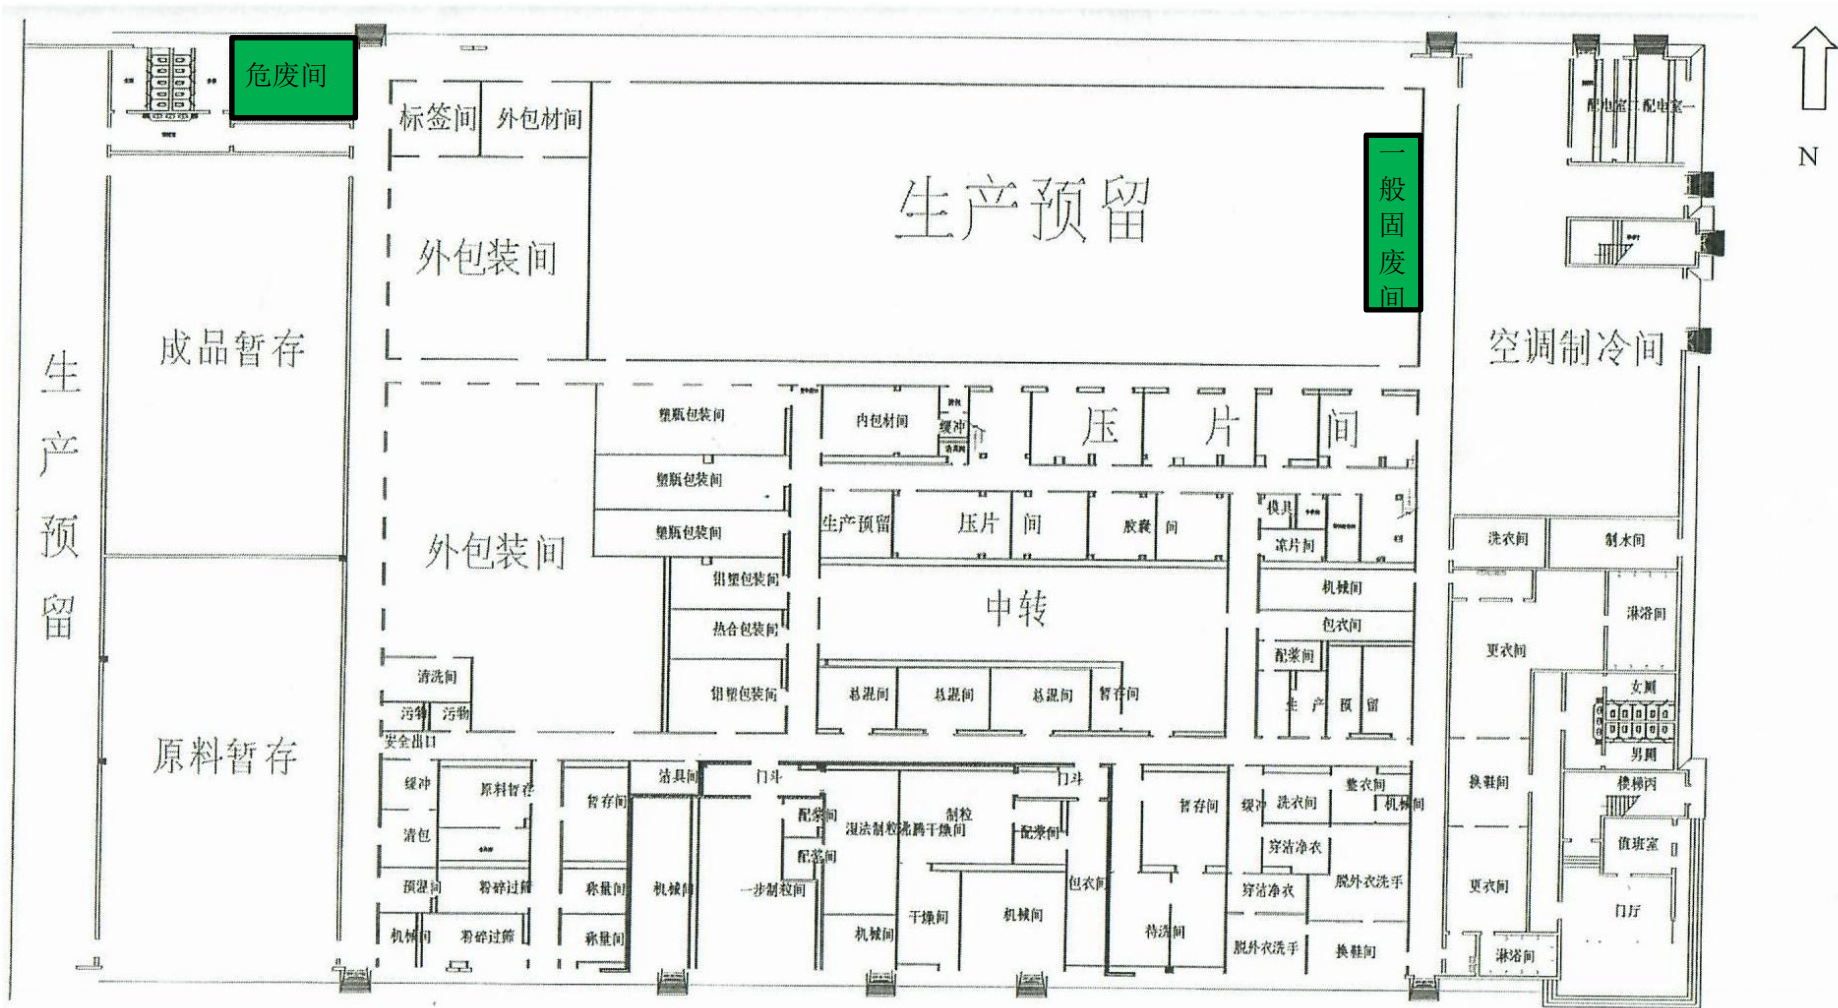 危废间
标签间
外包材间
配电室二
配电室一
N
生产预留
一般固废间
外包装间
成品暂存
空调制冷间
生产预留
塑瓶包装间
内包材间
缓冲
压片间
塑瓶包装间
生产预留
压片间
胶囊间
模具
塑瓶包装间
外包装间
凉片间
洗衣间
制水间
铝塑包装间
中转
机械间
热合包装间
包衣间
淋浴间
更衣间
配浆间
清洗间
铝塑包装间
总混间
总混间
总混间
暂存间
生产预留
女厕
污物
污物
安全出口
原料暂存
男厕
缓冲
原料暂存
暂存间
洁具间
门斗
门斗
暂存间
缓冲
洗衣间
整衣间
机械间
换鞋间
楼梯丙
清包
配浆间
湿法制粒沸腾干燥间
制粒
配浆间
穿洁净衣
值班室
配浆间
预混间
粉碎过筛
称量间
机械间
一步制粒间
包衣间
穿洁净衣
脱外衣洗手
更衣间
干燥间
机械间
门厅
机械间
粉碎过筛
称量间
机械间
待洗间
脱外衣洗手
换鞋间
淋浴间